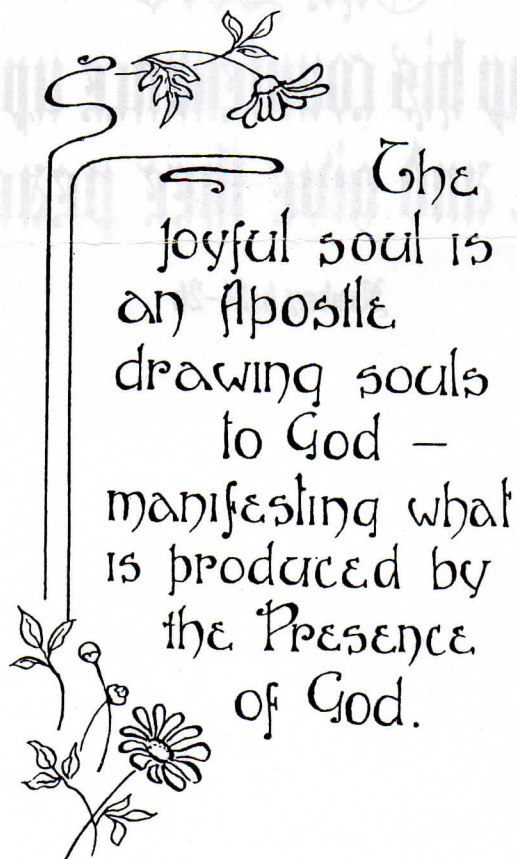 The
joyful soul is
an Apostle
drawing souls
to God –
manifesting what
is produced by
the Presence
of God.